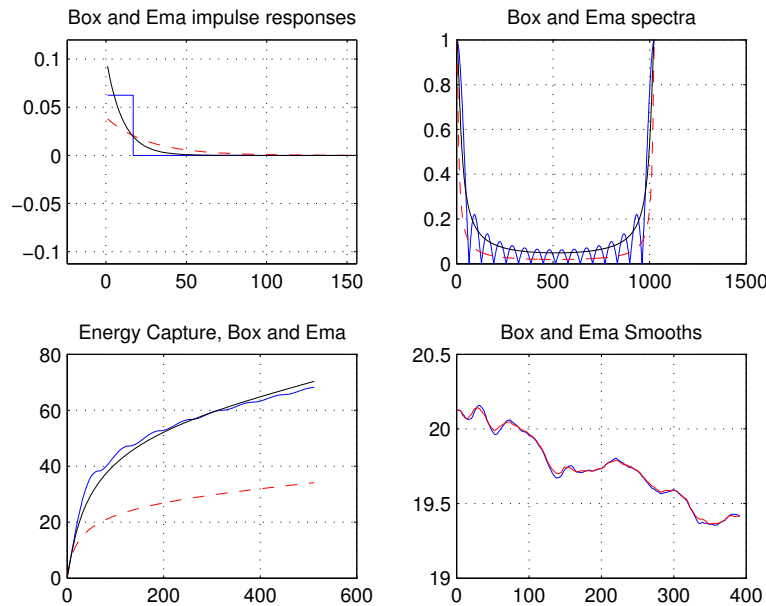 Box and Ema impulse responses
0.1
0.05
0
−0.05
−0.1
0 50 100 150
Box and Ema spectra
1
0.8
0.6
0.4
0.2
0
0 500 1000 1500
Energy Capture, Box and Ema
80
60
40
20
0
0 200 400 600
Box and Ema Smooths
20.5
20
19.5
19
0 100 200 300 400